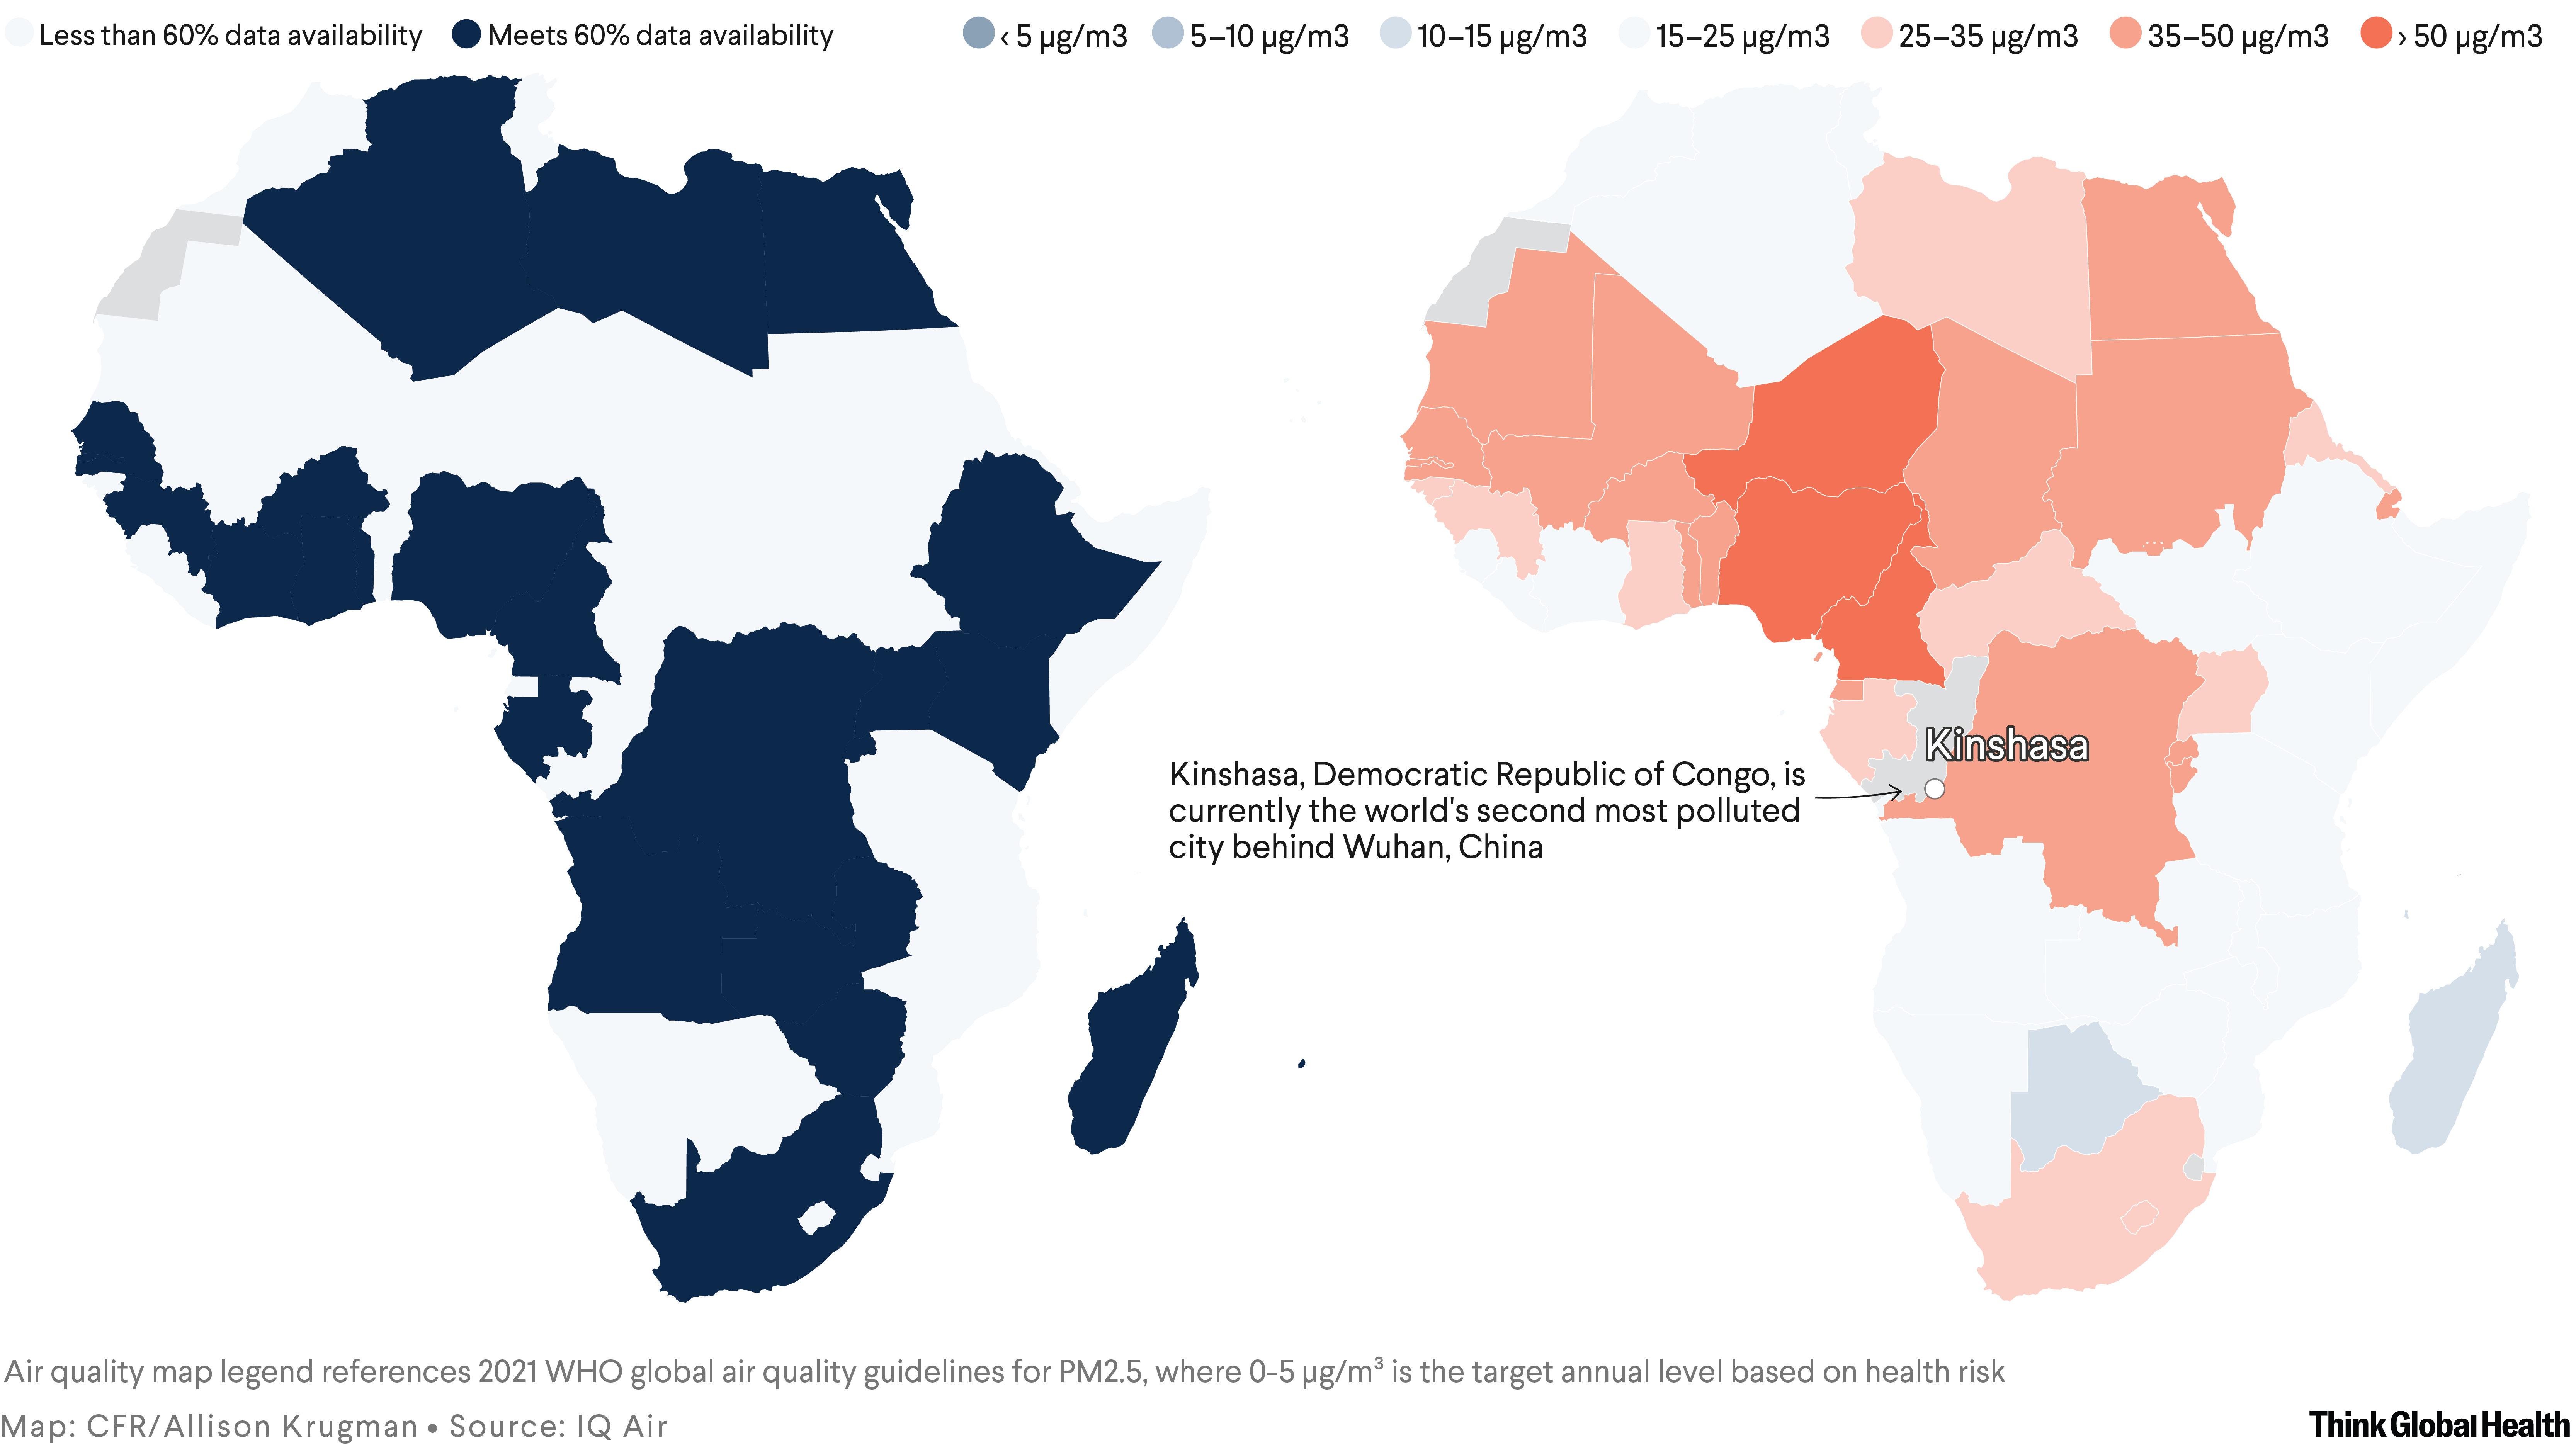 Less than 60% data availability
Meets 60% data availability
‹ 5 µg/m3
5–10 µg/m3
10–15 µg/m3
15–25 µg/m3
25–35 µg/m3
35–50 µg/m3
› 50 µg/m3
Kinshasa
Kinshasa, Democratic Republic of Congo, is
currently the world's second most polluted
city behind Wuhan, China
Air quality map legend references 2021 WHO global air quality guidelines for PM2.5, where 0-5 µg/m³ is the target annual level based on health risk
Map: CFR/Allison Krugman • Source: IQ Air
Think Global Health